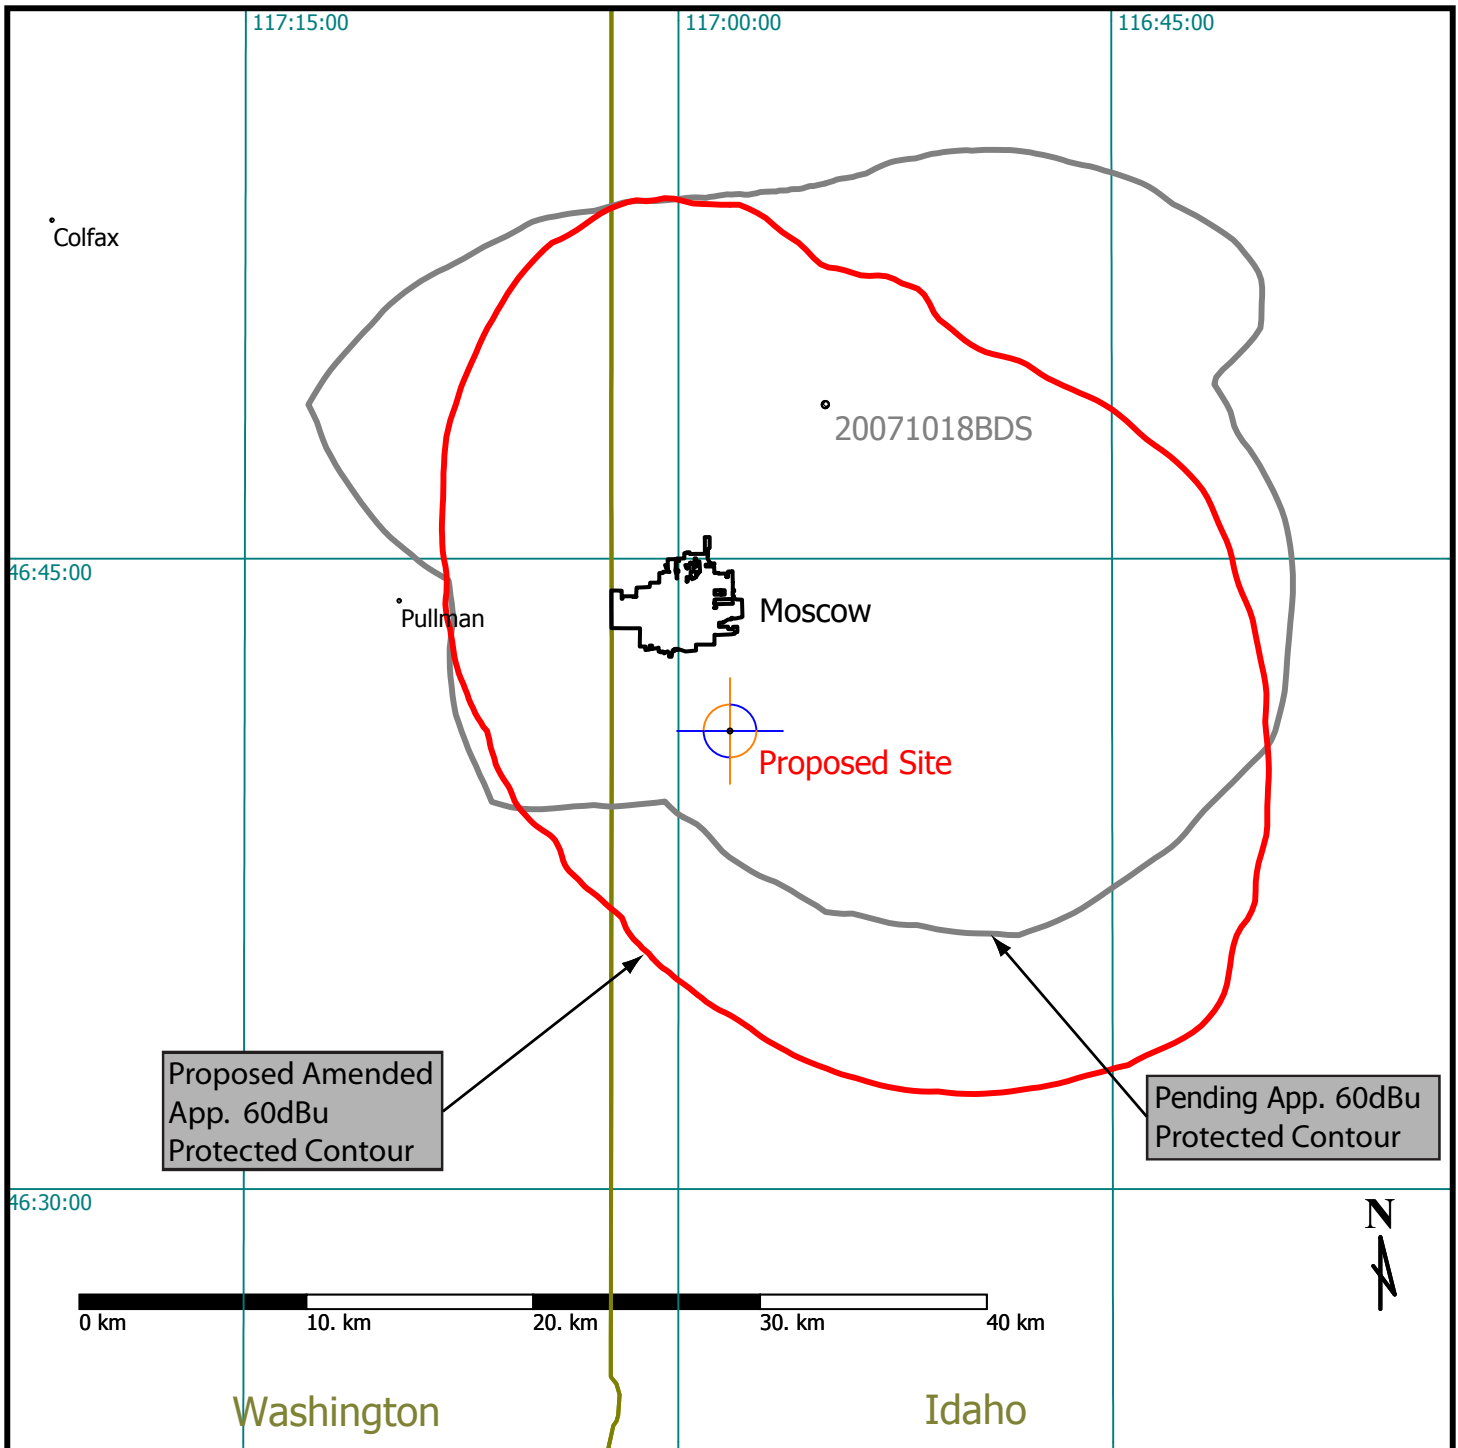 117:15:00
117:00:00
116:45:00
Colfax
20071018BDS
46:45:00
Pullman
Moscow
Proposed Site
Proposed Amended
App. 60dBu
Protected Contour
Pending App. 60dBu
Protected Contour
46:30:00
N
0 km
10. km
20. km
30. km
40 km
Washington
Idaho